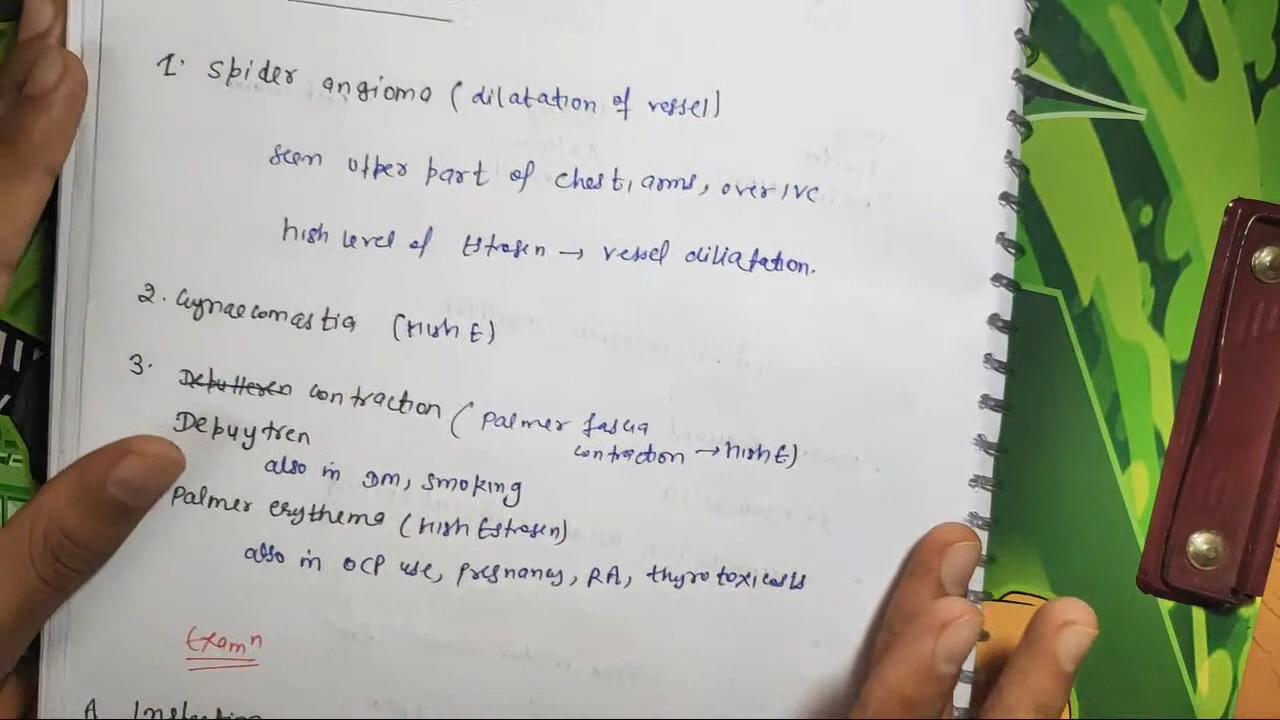 1. Spider angioma (dilatation of vessel)
seen upper part of chest, arms, over IVC
high level of Estrogen → vessel diliatation.
2. Gynaecomastia (High E)
3. Deputteren contraction (palmer fascia
Depuytren contraction → high E)
also in DM, smoking
palmer erythema (High Estrogen)
also in OCP use, pregnancy, RA, thyrotoxicosis
Examn
A. Inspection